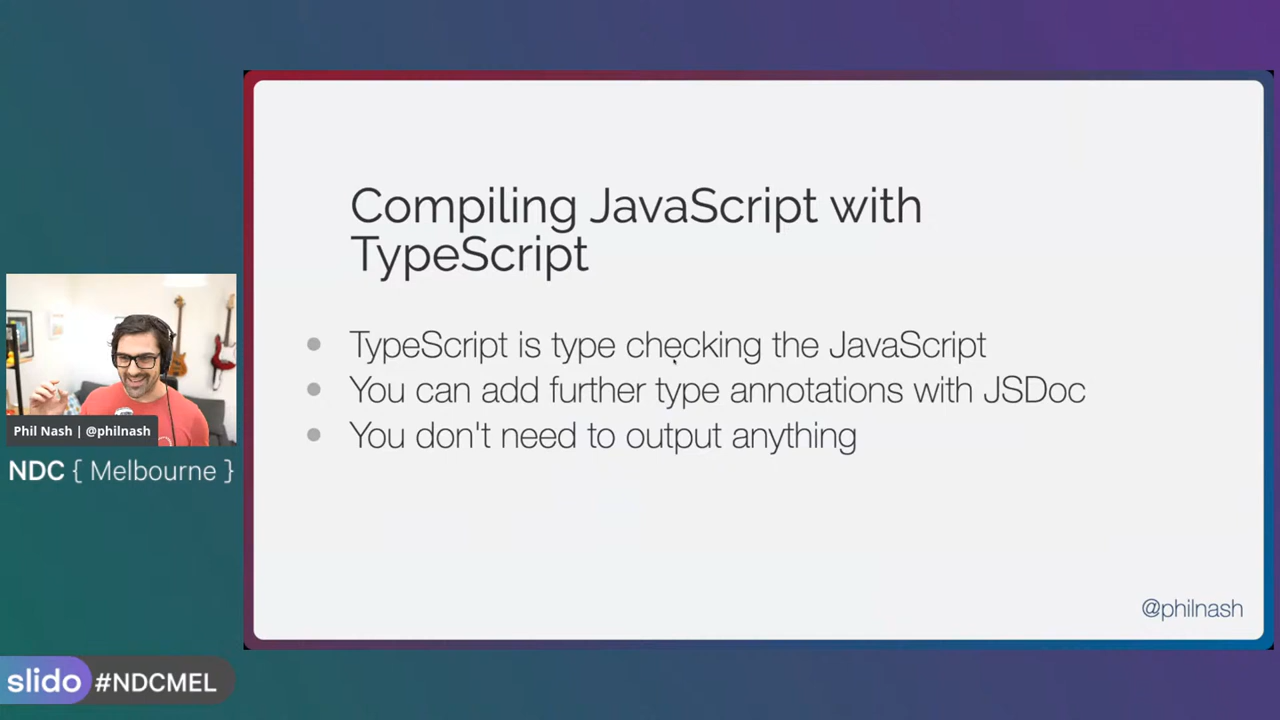 Compiling JavaScript with
TypeScript
TypeScript is type checking the JavaScript
You can add further type annotations with JSDoc
You don't need to output anything
@philnash
Phil Nash | @philnash
NDC { Melbourne }
slido #NDCMEL